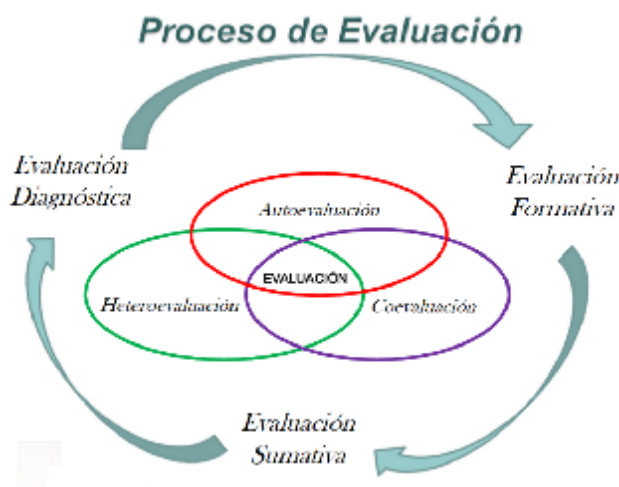 Proceso de Evaluación
Evaluación
Diagnóstica
Evaluación
Formativa
Autoevaluación
EVALUACIÓN
Heteroevaluación
Coevaluación
Evaluación
Sumativa